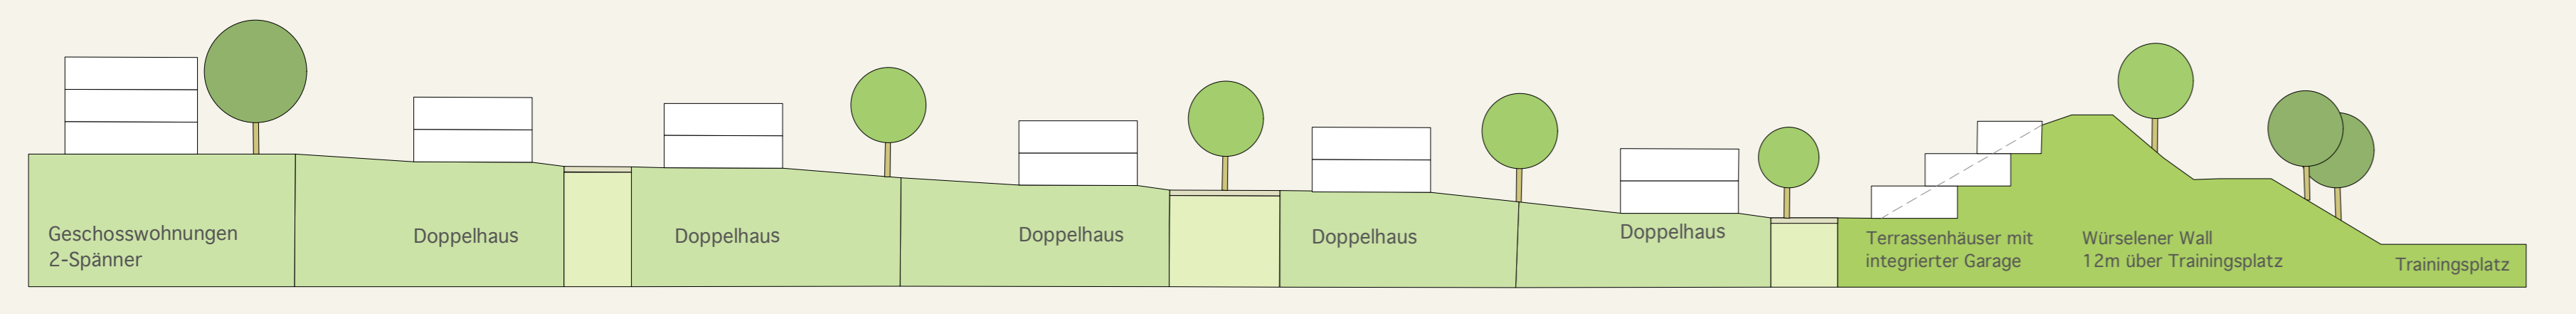 Geschosswohnungen
2-Spänner
Doppelhaus
Doppelhaus
Doppelhaus
Doppelhaus
Doppelhaus
Terrassenhäuser mit
integrierter Garage
Würselener Wall
12m über Trainingsplatz
Trainingsplatz